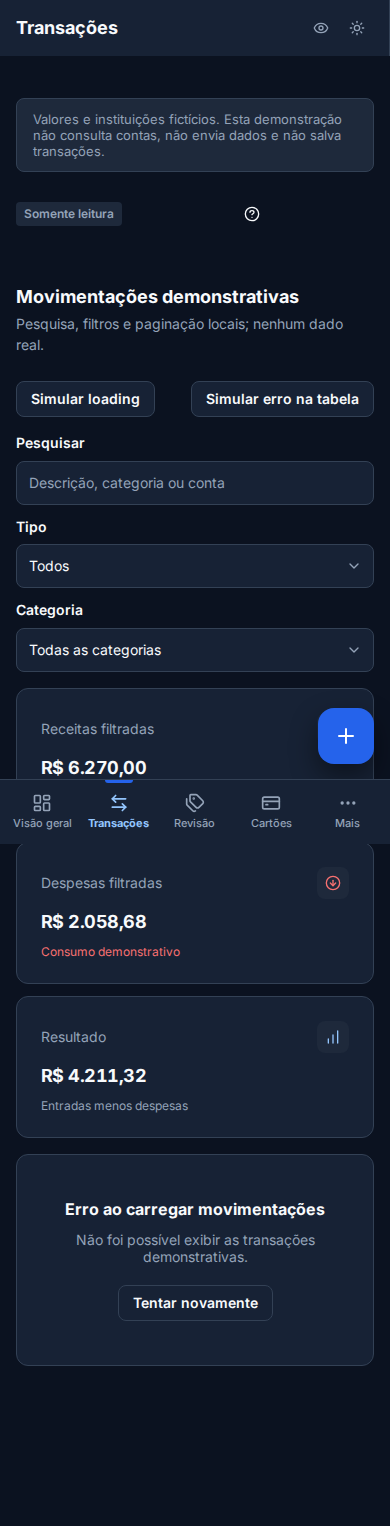 Transações
Valores e instituições fictícios. Esta demonstração
não consulta contas, não envia dados e não salva
transações.
Somente leitura
Movimentações demonstrativas
Pesquisa, filtros e paginação locais; nenhum dado
real.
Simular loading
Simular erro na tabela
Pesquisar
Descrição, categoria ou conta
Tipo
Todos
Categoria
Todas as categorias
Receitas filtradas
R$ 6.270,00
Visão geral
Transações
Revisão
Cartões
Mais
Despesas filtradas
R$ 2.058,68
Consumo demonstrativo
Resultado
R$ 4.211,32
Entradas menos despesas
Erro ao carregar movimentações
Não foi possível exibir as transações
demonstrativas.
Tentar novamente